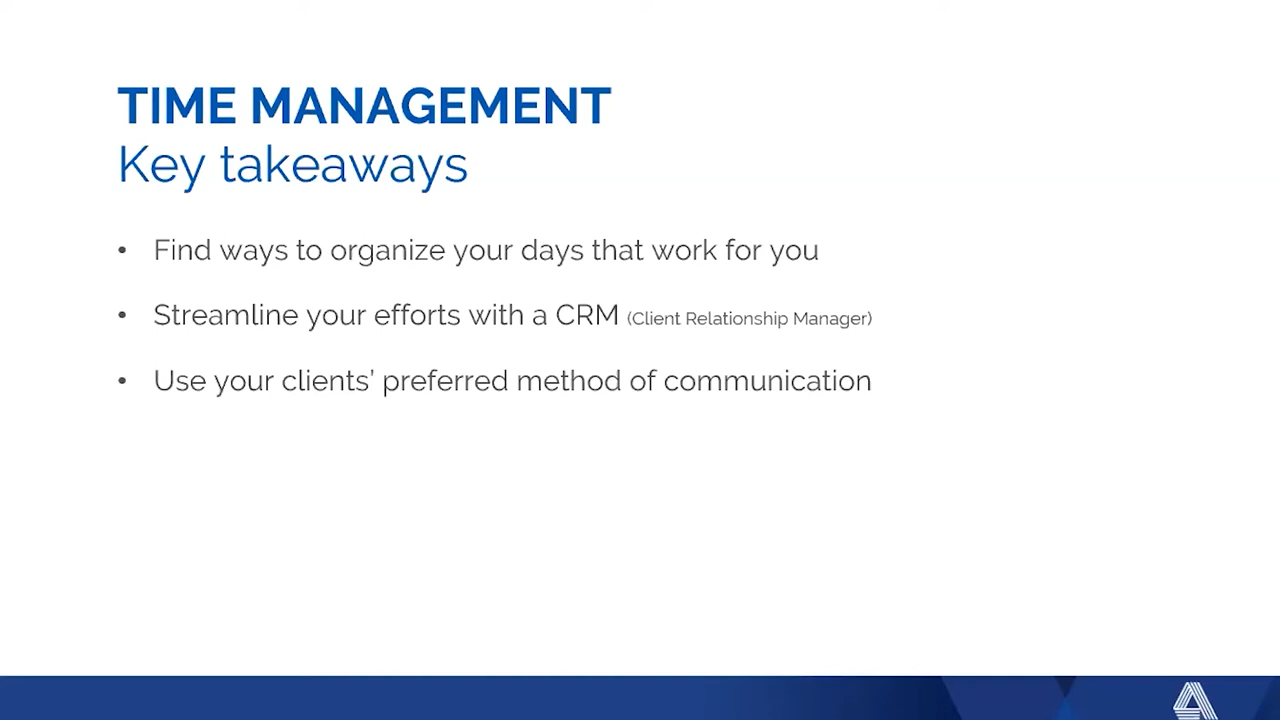 TIME MANAGEMENT
Key takeaways
• Find ways to organize your days that work for you
• Streamline your efforts with a CRM (Client Relationship Manager)
• Use your clients’ preferred method of communication